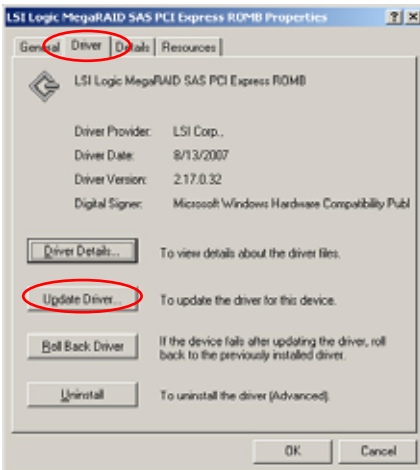 LSI Logic MegaRAID SAS PCI Express ROMB Properties
General Driver Details Resources
LSI Logic MegaRAID SAS PCI Express ROMB
Driver Provider: LSI Corp.,
Driver Date: 8/13/2007
Driver Version: 2.17.0.32
Digital Signer: Microsoft Windows Hardware Compatibility Publ
Driver Details... To view details about the driver files.
Update Driver... To update the driver for this device.
Roll Back Driver If the device fails after updating the driver, roll
back to the previously installed driver.
Uninstall To uninstall the driver (Advanced).
OK Cancel